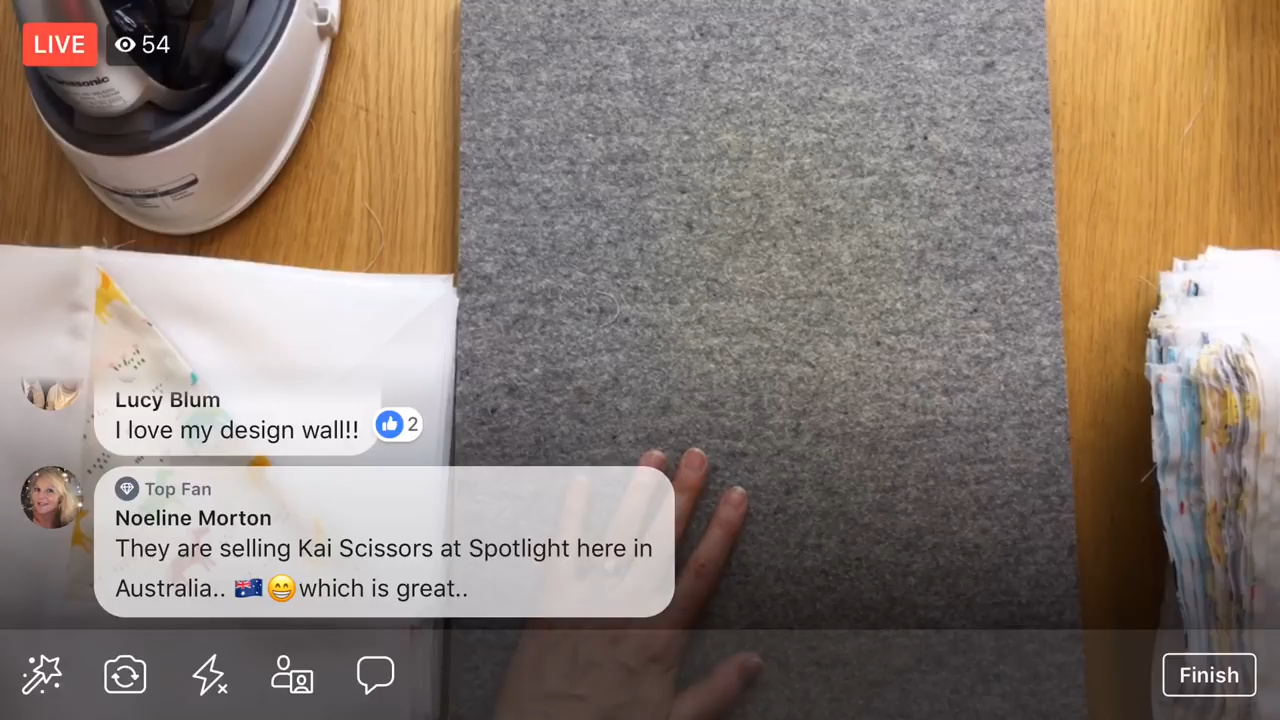 LIVE
54
Panasonic
Lucy Blum
I love my design wall!!
2
Top Fan
Noeline Morton
They are selling Kai Scissors at Spotlight here in
Australia.. 🇦🇺😁which is great..
Finish